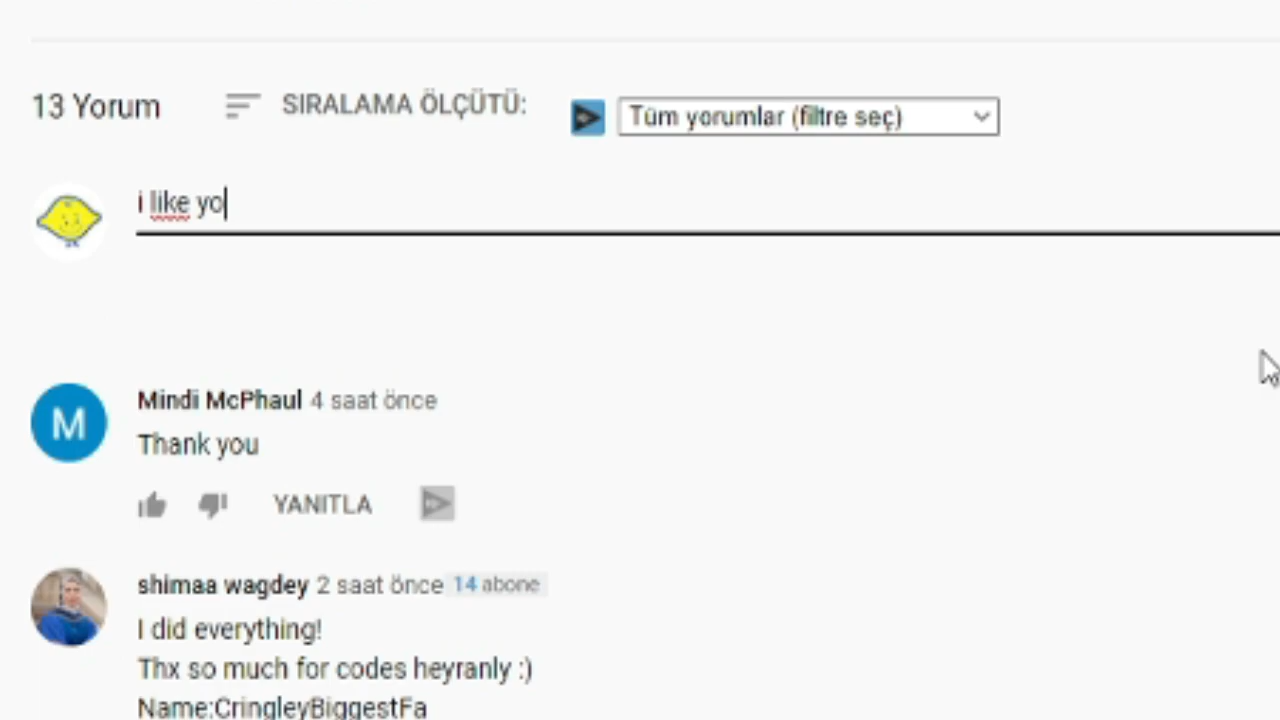 13 Yorum SIRALAMA ÖLÇÜTÜ: Tüm yorumlar (filtre seç)
i like yo
M
Mindi McPhaul 4 saat önce
Thank you
YANITLA
shimaa wagdey 2 saat önce 14 abone
I did everything!
Thx so much for codes heyranly :)
Name:CringleyBiggestFa